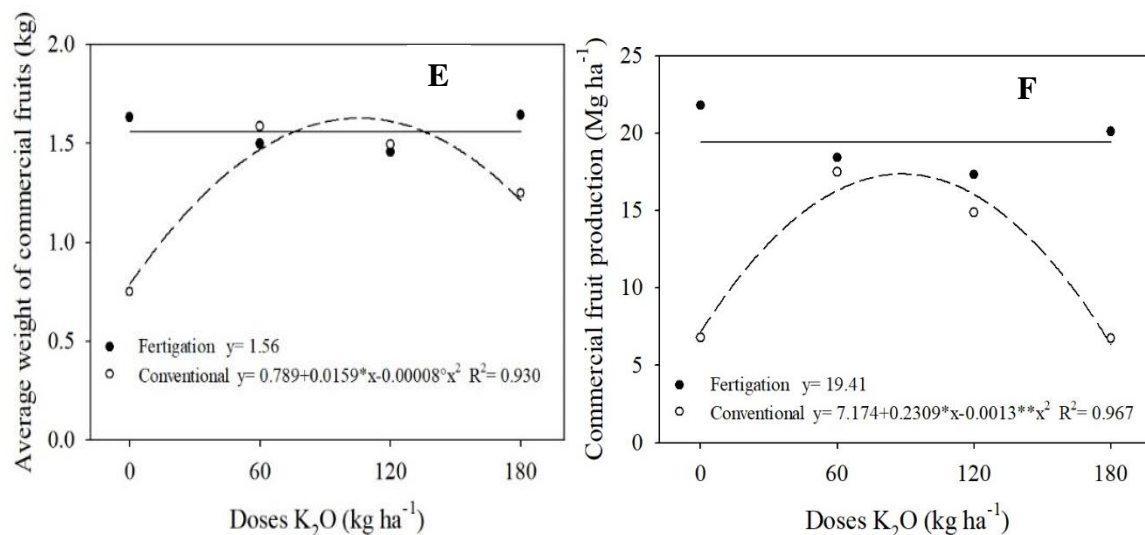 Average weight of commercial fruits (kg)
2.0
1.5
1.0
0.5
0.0
E
● Fertigation y= 1.56
○ Conventional y= 0.789+0.0159*x-0.00008°x² R²= 0.930
0 60 120 180
Doses K₂O (kg ha⁻¹)
Commercial fruit production (Mg ha⁻¹)
25
20
15
10
5
0
F
● Fertigation y= 19.41
○ Conventional y= 7.174+0.2309*x-0.0013**x² R²= 0.967
0 60 120 180
Doses K₂O (kg ha⁻¹)